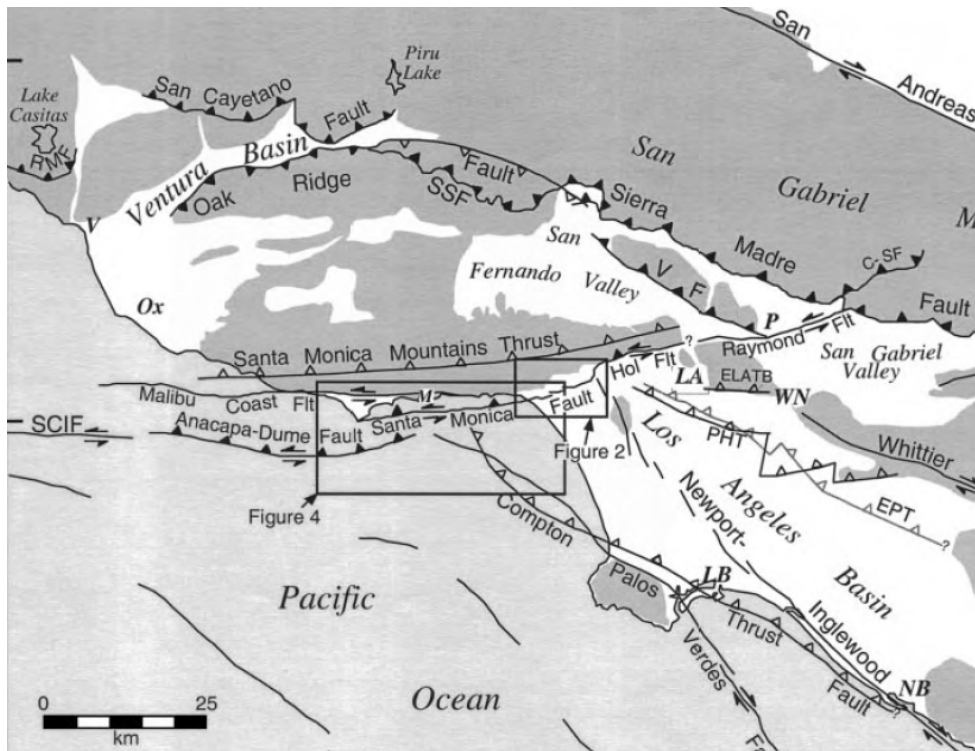 San
Andreas
Piru
Lake
Lake
Casitas
San Cayetano Fault
RMF
Ventura Basin
Oak Ridge
SSF
Fault
San
Gabriel
M
Sierra
Madre
Fault
C-SF
V
San
Fernando Valley
V F
Ox
P
Raymond Flt
San Gabriel
Valley
Santa Monica Mountains Thrust
Hol Flt
?
LA
ELATB
WN
Malibu Coast Flt
M
Santa Monica Fault
SCIF
Anacapa-Dume Fault
Los
Angeles
Basin
PHT
Whittier
Figure 2
Figure 4
EPT
?
Newport-
Inglewood
Fault
Compton
Thrust
Pacific
Ocean
Palos
Verdes
F
LB
NB
?
0 25
km